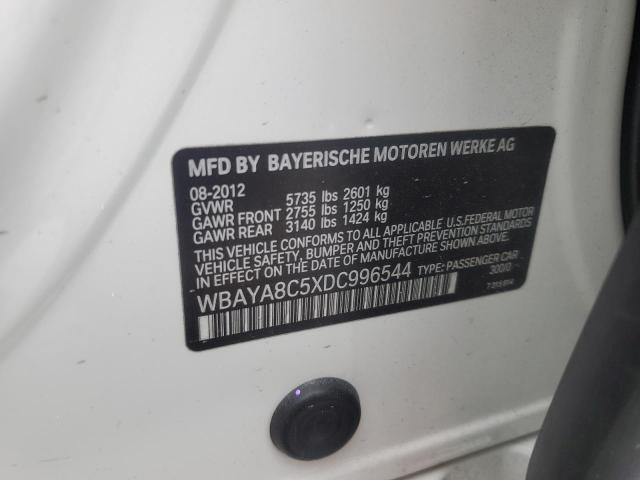 MFD BY BAYERISCHE MOTOREN WERKE AG
08-2012
GVWR 5735 lbs 2601 kg
GAWR FRONT 2755 lbs 1250 kg
GAWR REAR 3140 lbs 1424 kg
THIS VEHICLE CONFORMS TO ALL APPLICABLE U.S.FEDERAL MOTOR
VEHICLE SAFETY, BUMPER AND THEFT PREVENTION STANDARDS
IN EFFECT ON THE DATE OF MANUFACTURE SHOWN ABOVE.
WBAYA8C5XDC996544 TYPE: PASSENGER CAR
300/0